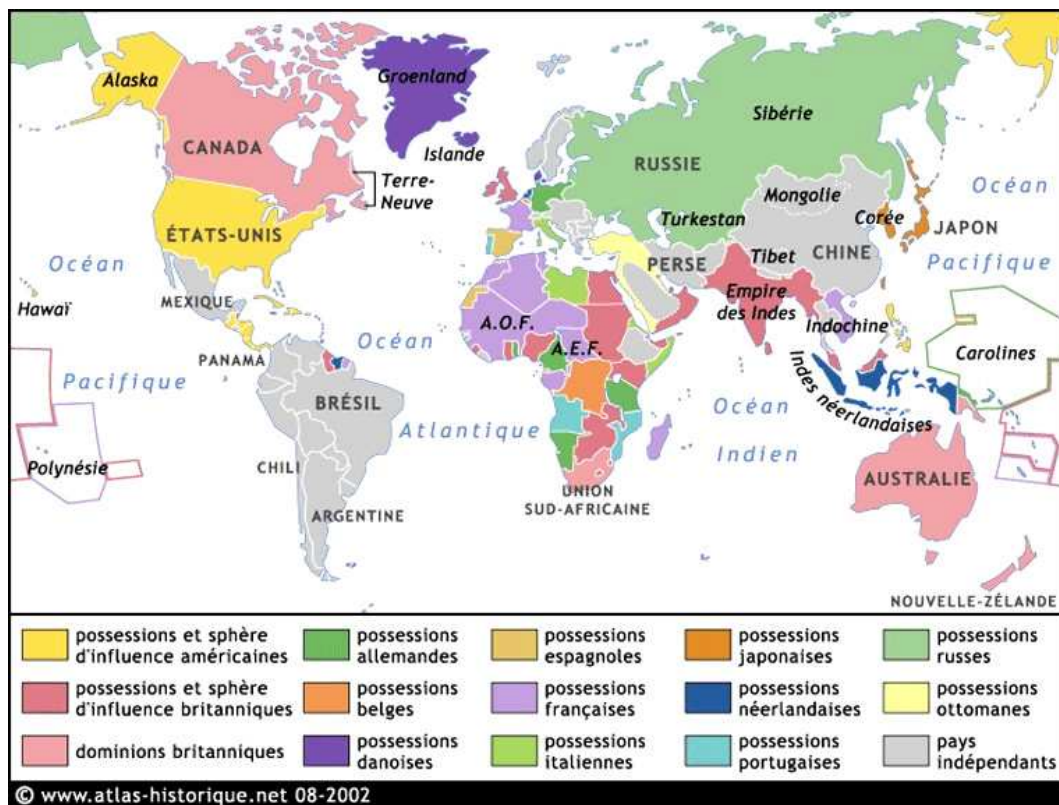 Alaska
Groenland
CANADA
Islande
Terre-
Neuve
ÉTATS-UNIS
Océan
Hawaï
MEXIQUE
PANAMA
Pacifique
Polynésie
BRÉSIL
CHILI
ARGENTINE
Océan
Atlantique
Sibérie
RUSSIE
Mongolie
Turkestan
Corée
Océan
JAPON
PERSE
Tibet
CHINE
Pacifique
Empire
des Indes
Indochine
A.O.F.
A.E.F.
Carolines
Indes néerlandaises
Océan
Indien
UNION
SUD-AFRICAINE
AUSTRALIE
NOUVELLE-ZÉLANDE
possessions et sphère
d'influence américaines
possessions
allemandes
possessions
espagnoles
possessions
japonaises
possessions
russes
possessions et sphère
d'influence britanniques
possessions
belges
possessions
françaises
possessions
néerlandaises
possessions
ottomanes
dominions britanniques
possessions
danoises
possessions
italiennes
possessions
portugaises
pays
indépendants
© www.atlas-historique.net 08-2002